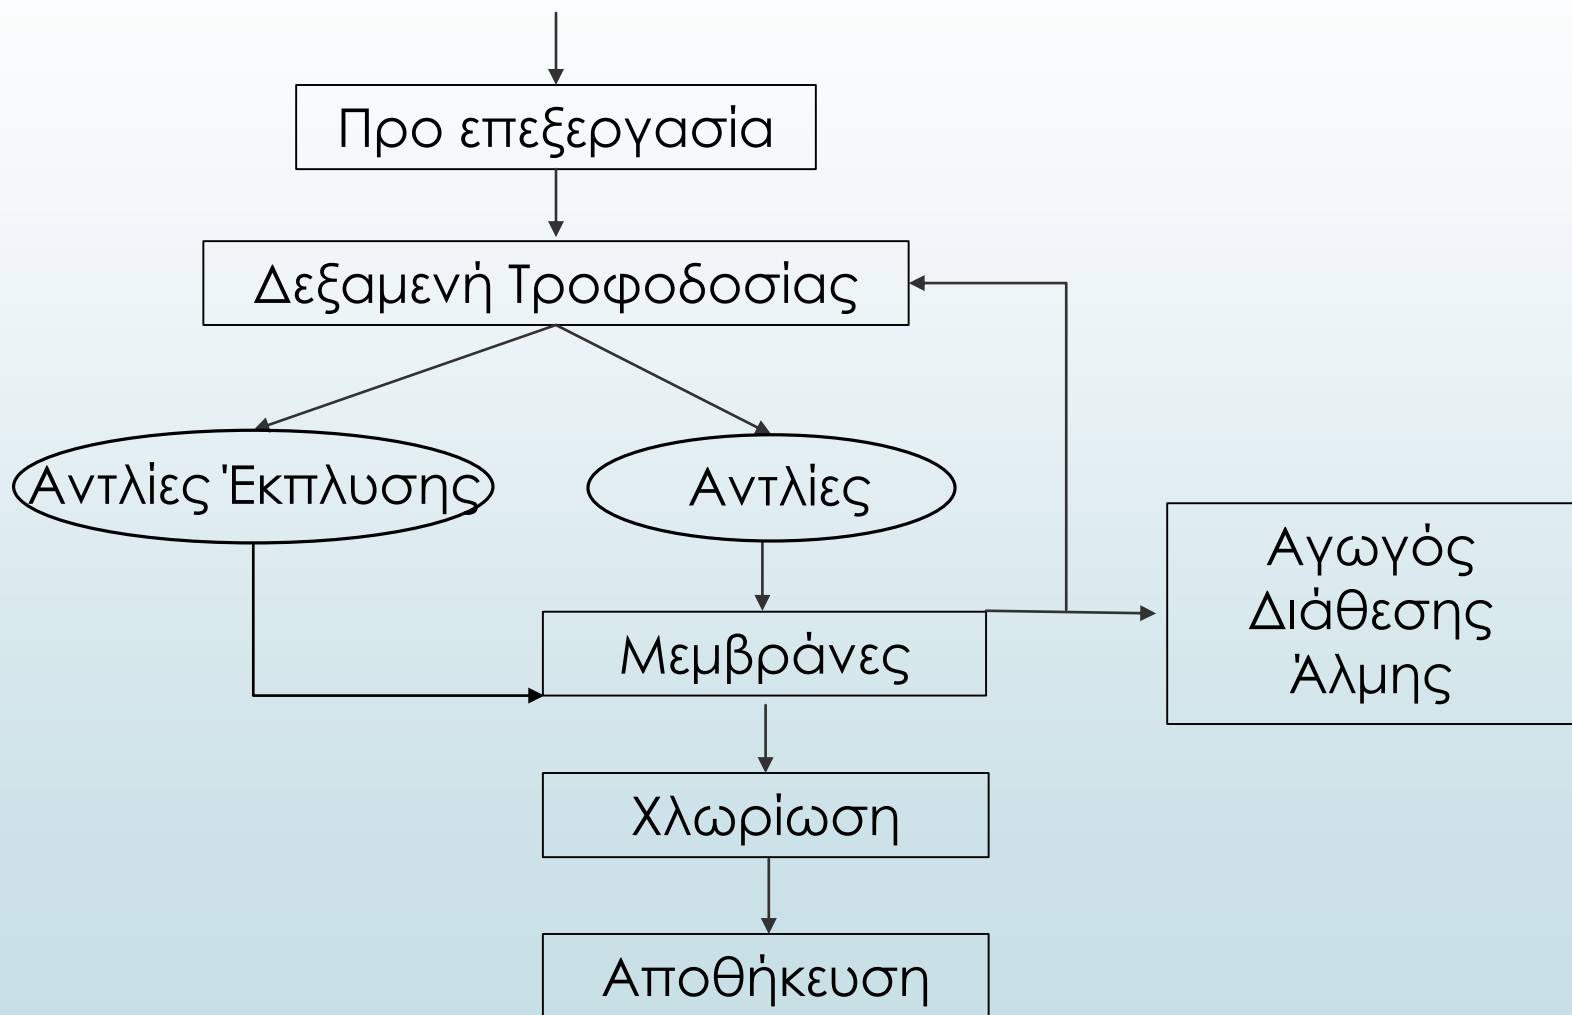 Προ επεξεργασία
Δεξαμενή Τροφοδοσίας
Αντλίες Έκπλυσης
Αντλίες
Αγωγός
Διάθεσης
Άλμης
Μεμβράνες
Χλωρίωση
Αποθήκευση